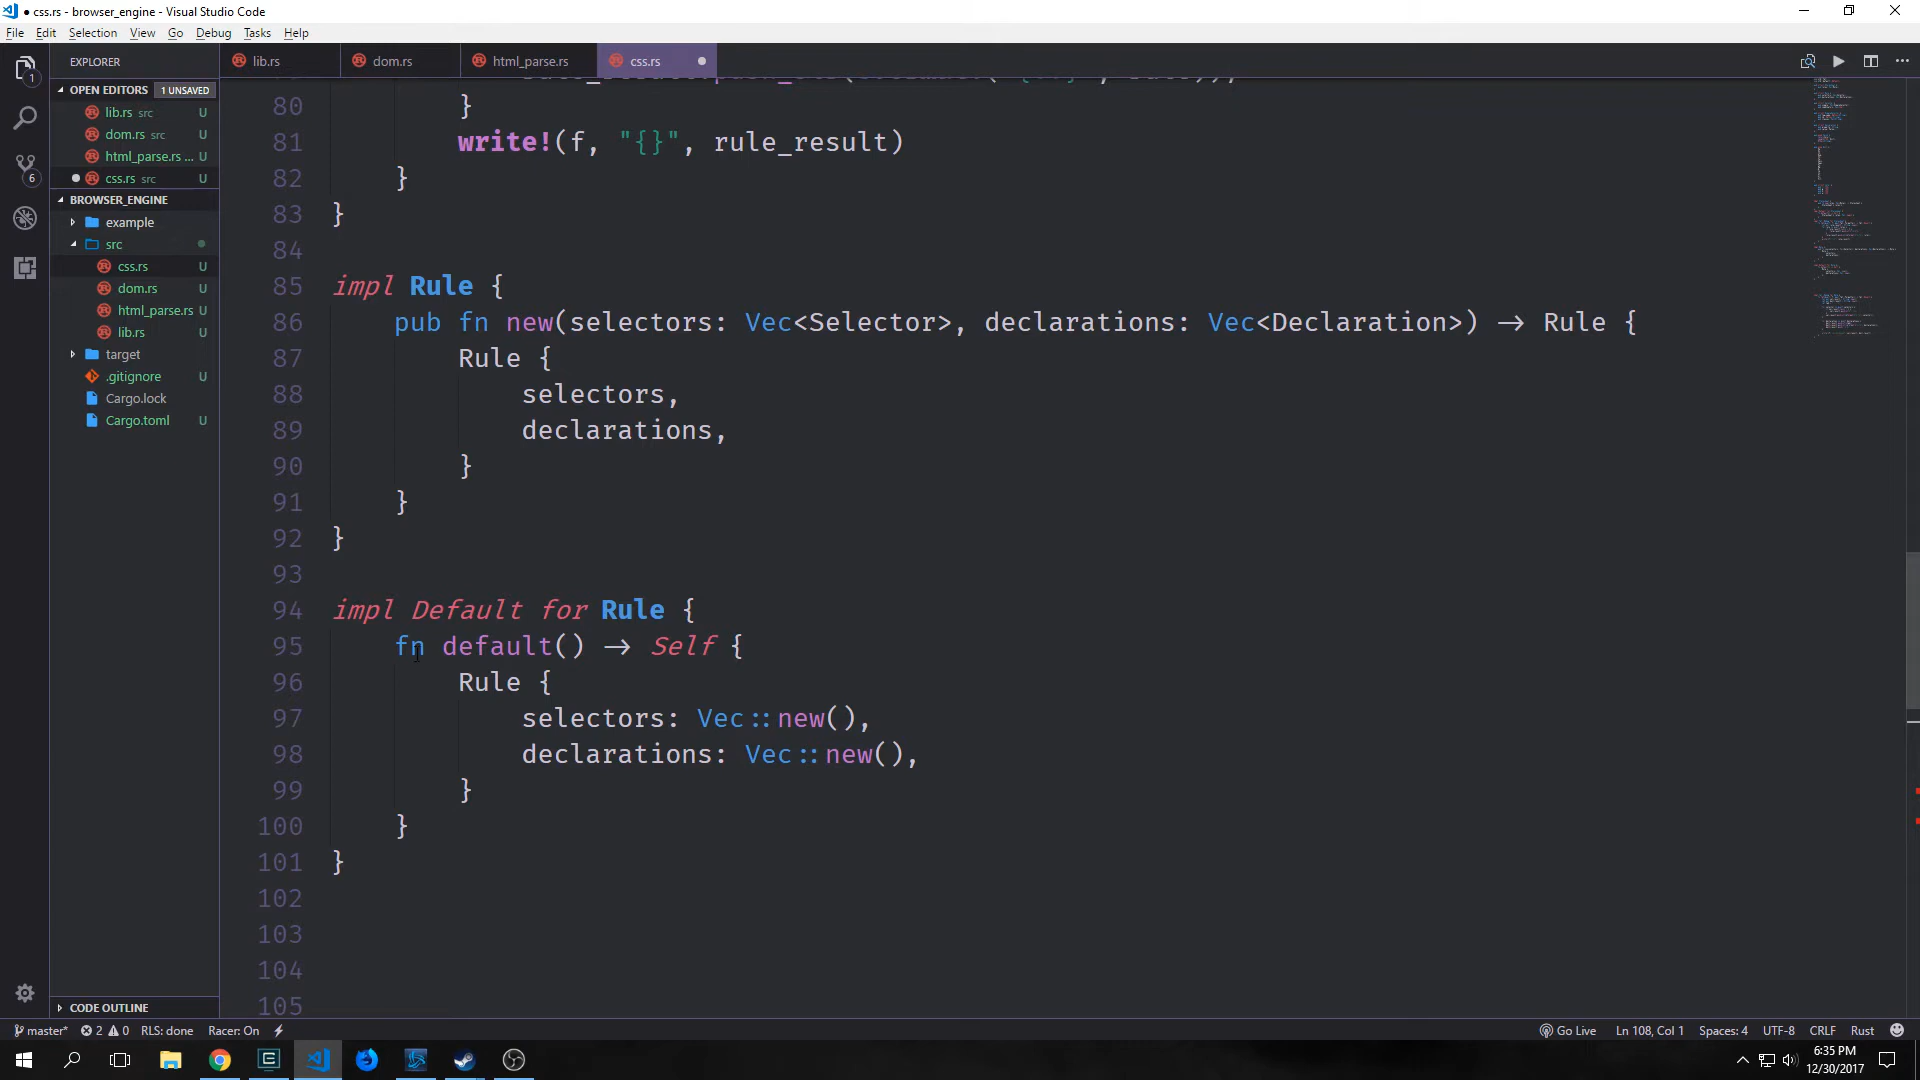 css.rs - browser_engine - Visual Studio Code
File Edit Selection View Go Debug Tasks Help
EXPLORER
lib.rs dom.rs html_parse.rs css.rs
OPEN EDITORS 1 UNSAVED
lib.rs src U
dom.rs src U
html_parse.rs ... U
css.rs src U
BROWSER_ENGINE
example
src
css.rs U
dom.rs U
html_parse.rs U
lib.rs U
target
.gitignore U
Cargo.lock
Cargo.toml U
CODE OUTLINE
1
6
80 }
81 write!(f, "{}", rule_result)
82 }
83 }
84
85 impl Rule {
86 pub fn new(selectors: Vec<Selector>, declarations: Vec<Declaration>) → Rule {
87 Rule {
88 selectors,
89 declarations,
90 }
91 }
92 }
93
94 impl Default for Rule {
95 fn default() → Self {
96 Rule {
97 selectors: Vec::new(),
98 declarations: Vec::new(),
99 }
100 }
101 }
102
103
104
105
master* 2 0 RLS: done Racer: On Go Live Ln 108, Col 1 Spaces: 4 UTF-8 CRLF Rust
6:35 PM
12/30/2017